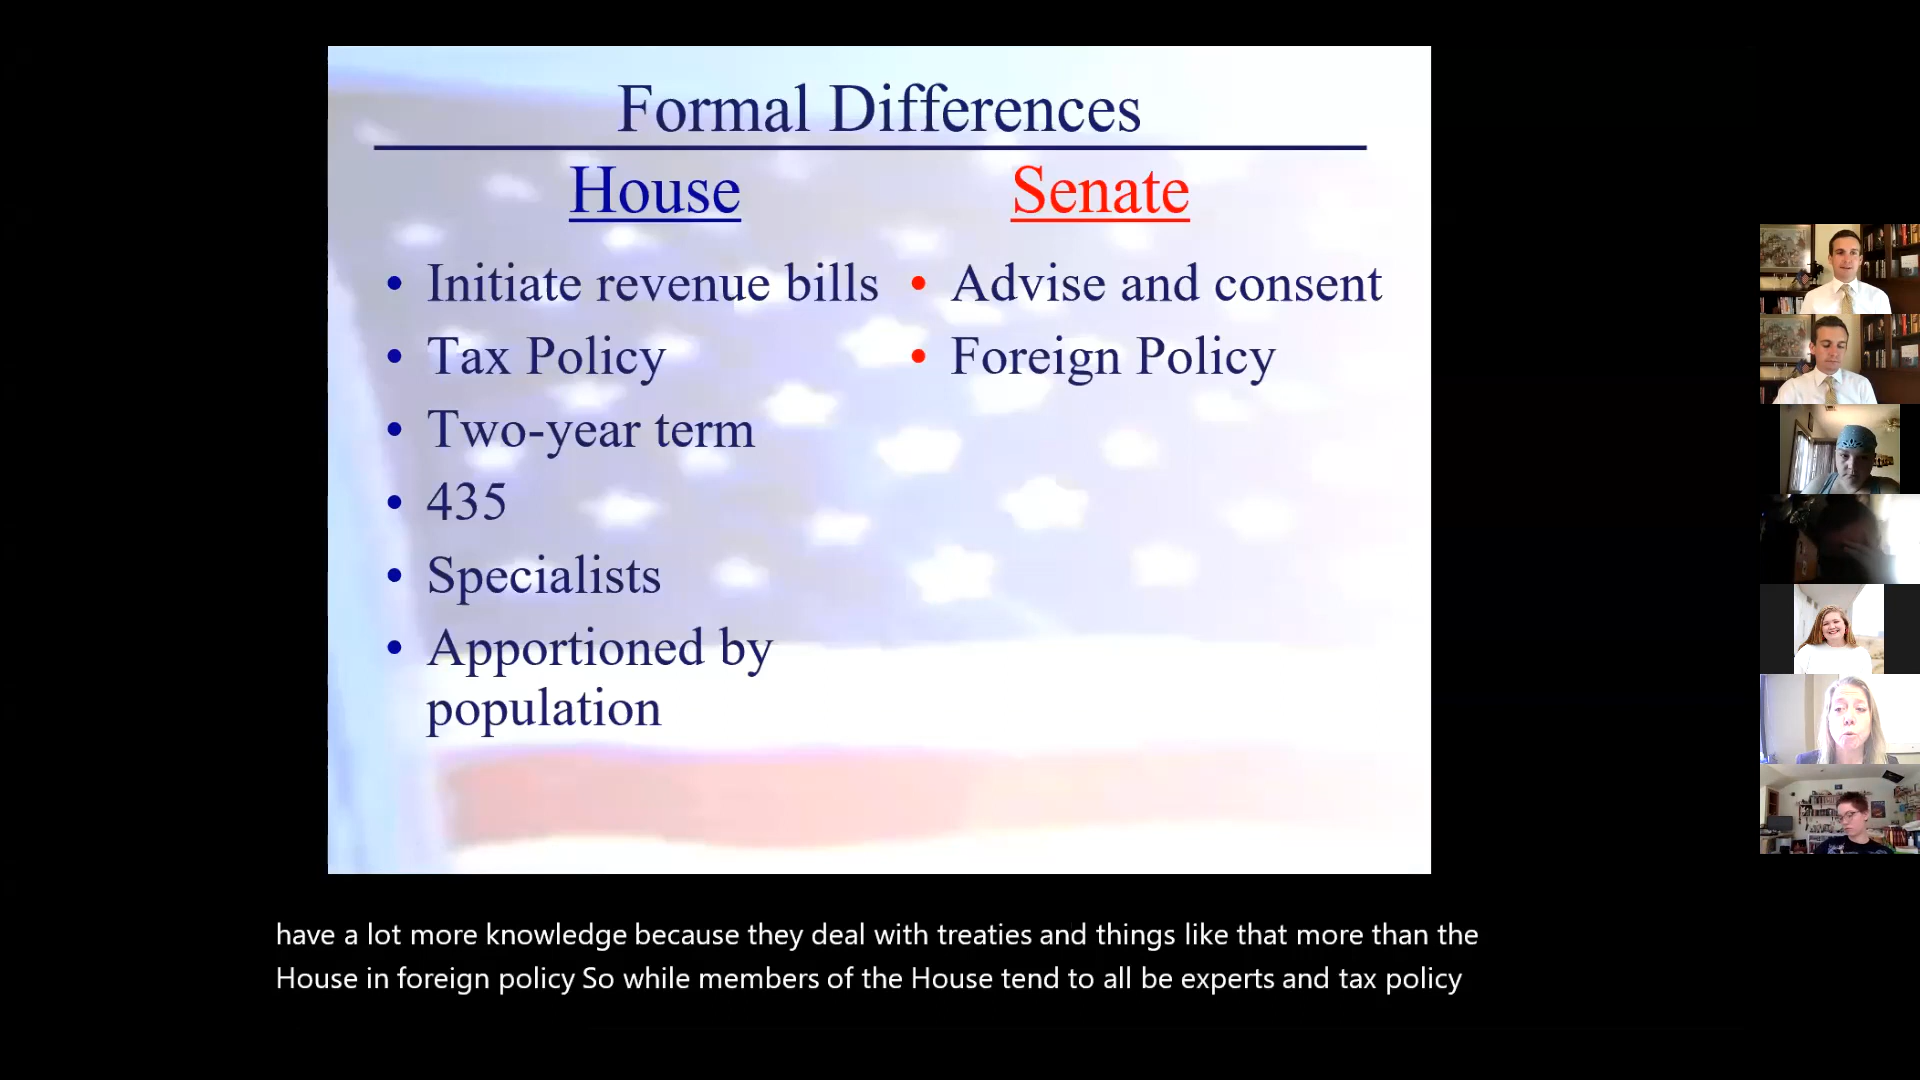 Formal Differences
House
Senate
• Initiate revenue bills
• Tax Policy
• Two-year term
• 435
• Specialists
• Apportioned by
population
• Advise and consent
• Foreign Policy
have a lot more knowledge because they deal with treaties and things like that more than the
House in foreign policy So while members of the House tend to all be experts and tax policy